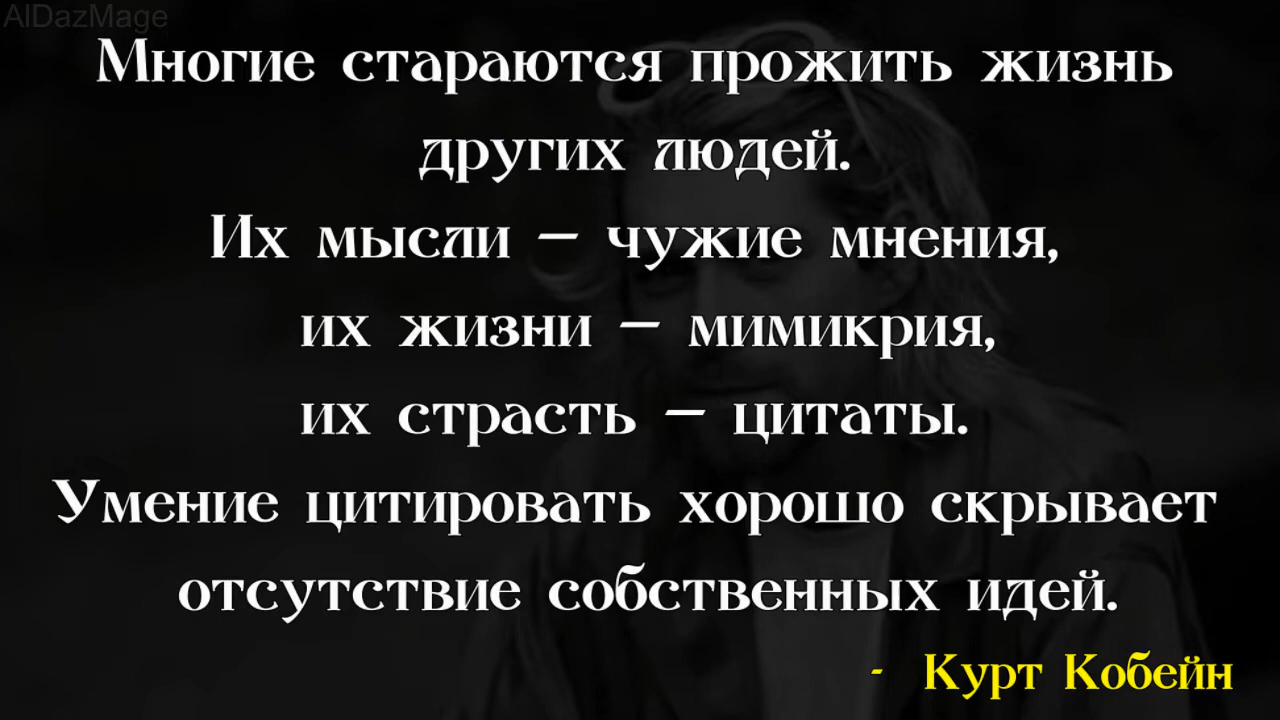 AIDazMage
Многие стараются прожить жизнь
других людей.
Их мысли – чужие мнения,
их жизни – мимикрия,
их страсть – цитаты.
Умение цитировать хорошо скрывает
отсутствие собственных идей.
- Курт Кобейн